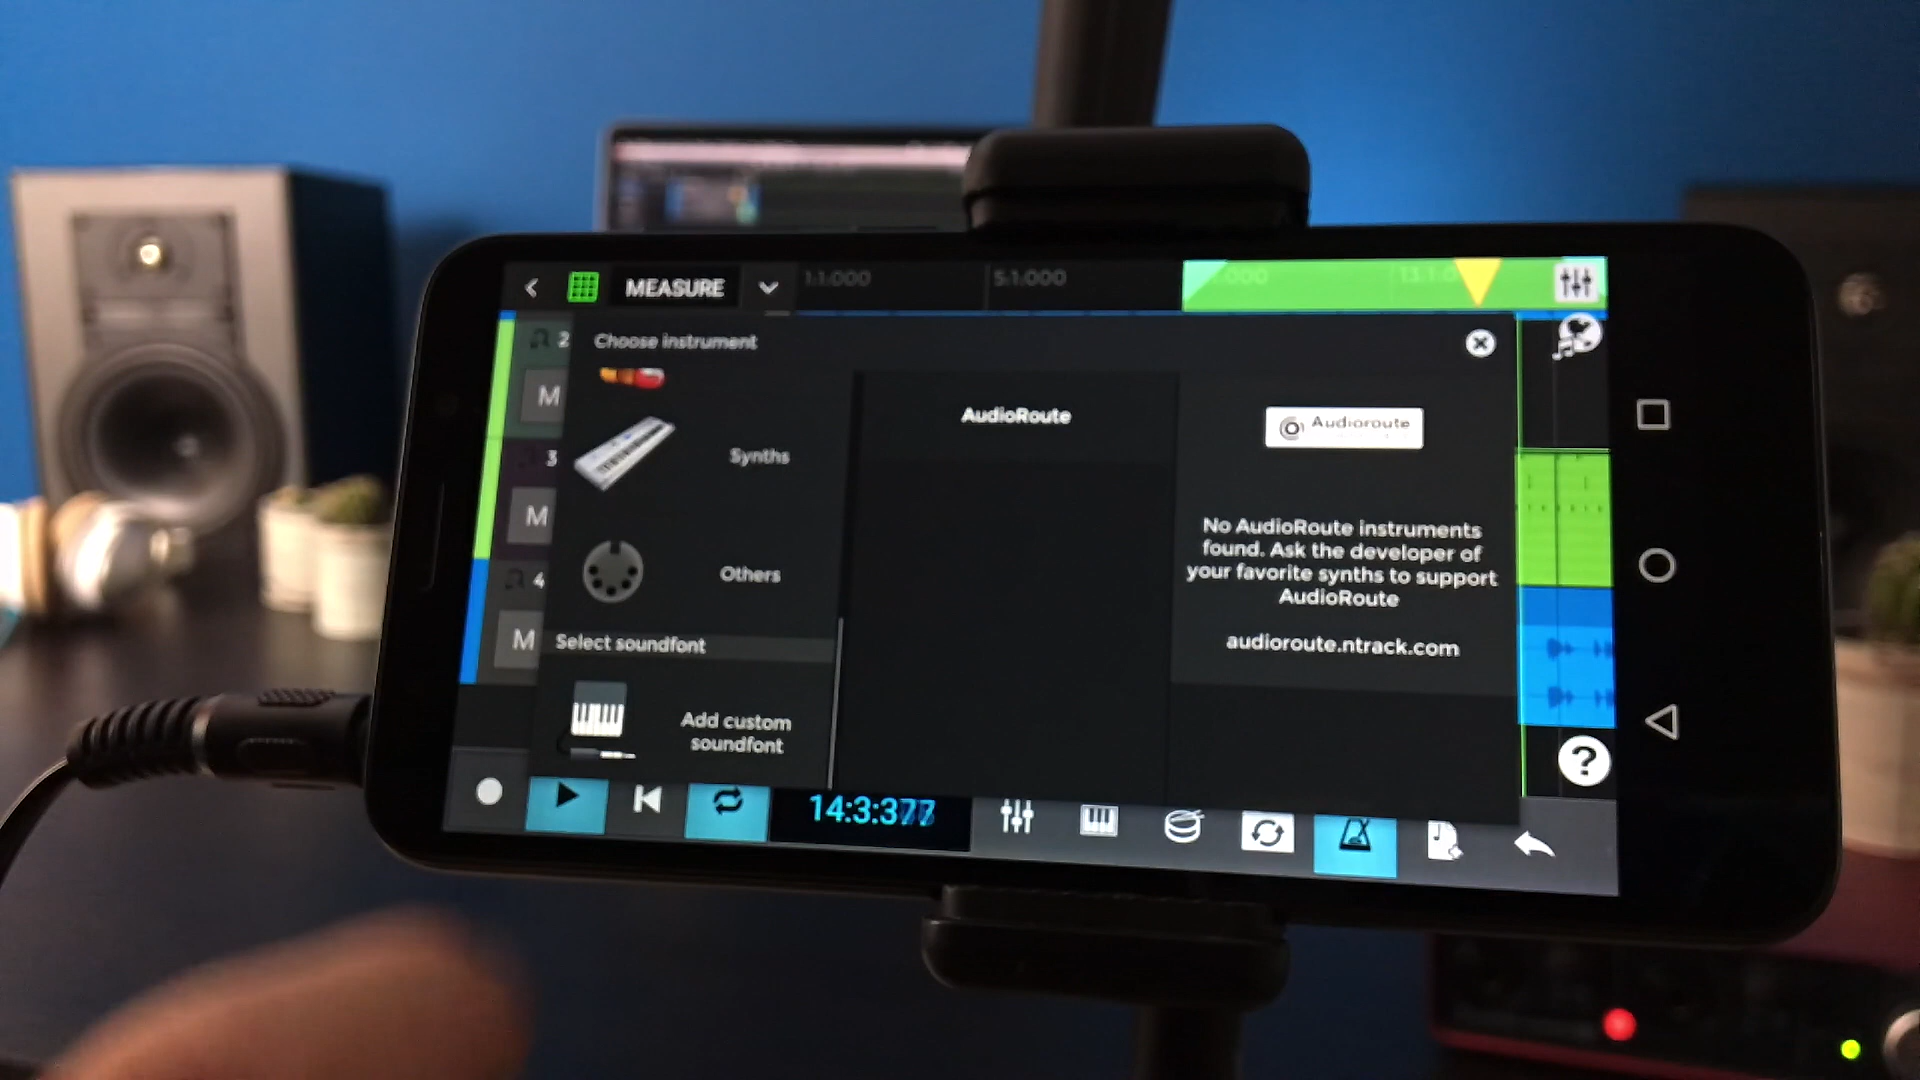 MEASURE
1:1.000
5:1.000
Choose instrument
2
M
AudioRoute
Audioroute
Synths
3
M
No AudioRoute instruments
found. Ask the developer of
your favorite synths to support
AudioRoute
Others
4
M
Select soundfont
audioroute.ntrack.com
Add custom
soundfont
?
14:3:377